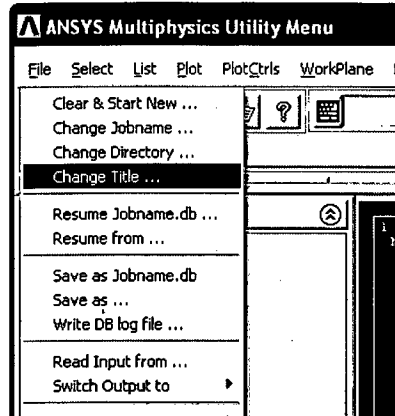 ANSYS Multiphysics Utility Menu
File Select List Plot PlotCtrls WorkPlane
Clear & Start New ...
Change Jobname ...
Change Directory ...
Change Title ...
Resume Jobname.db ...
Resume from ...
Save as Jobname.db
Save as ...
Write DB log file ...
Read Input from ...
Switch Output to